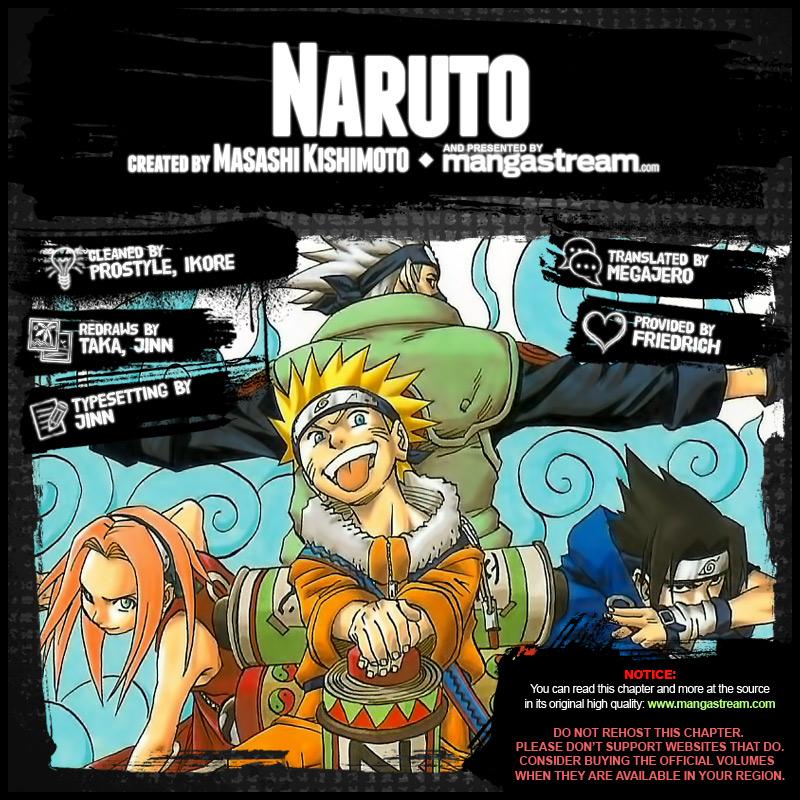 NARUTO
CREATED BY MASASHI KISHIMOTO ◆ AND PRESENTED BY mangastream.com
CLEANED BY
PROSTYLE, IKORE
REDRAWS BY
TAKA, JINN
TYPESETTING BY
JINN
TRANSLATED BY
MEGAJERO
PROVIDED BY
FRIEDRICH
NOTICE:
You can read this chapter and more at the source
in its original high quality: www.mangastream.com
DO NOT REHOST THIS CHAPTER.
PLEASE DON'T SUPPORT WEBSITES THAT DO.
CONSIDER BUYING THE OFFICIAL VOLUMES
WHEN THEY ARE AVAILABLE IN YOUR REGION.